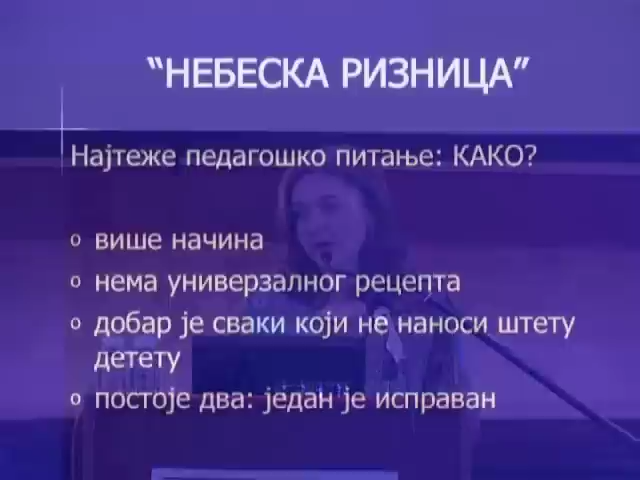 “НЕБЕСКА РИЗНИЦА”
Најтеже педагошко питање: КАКО?
o више начина
o нема универзалног рецепта
o добар је сваки који не наноси штету
детету
o постоје два: један је исправан